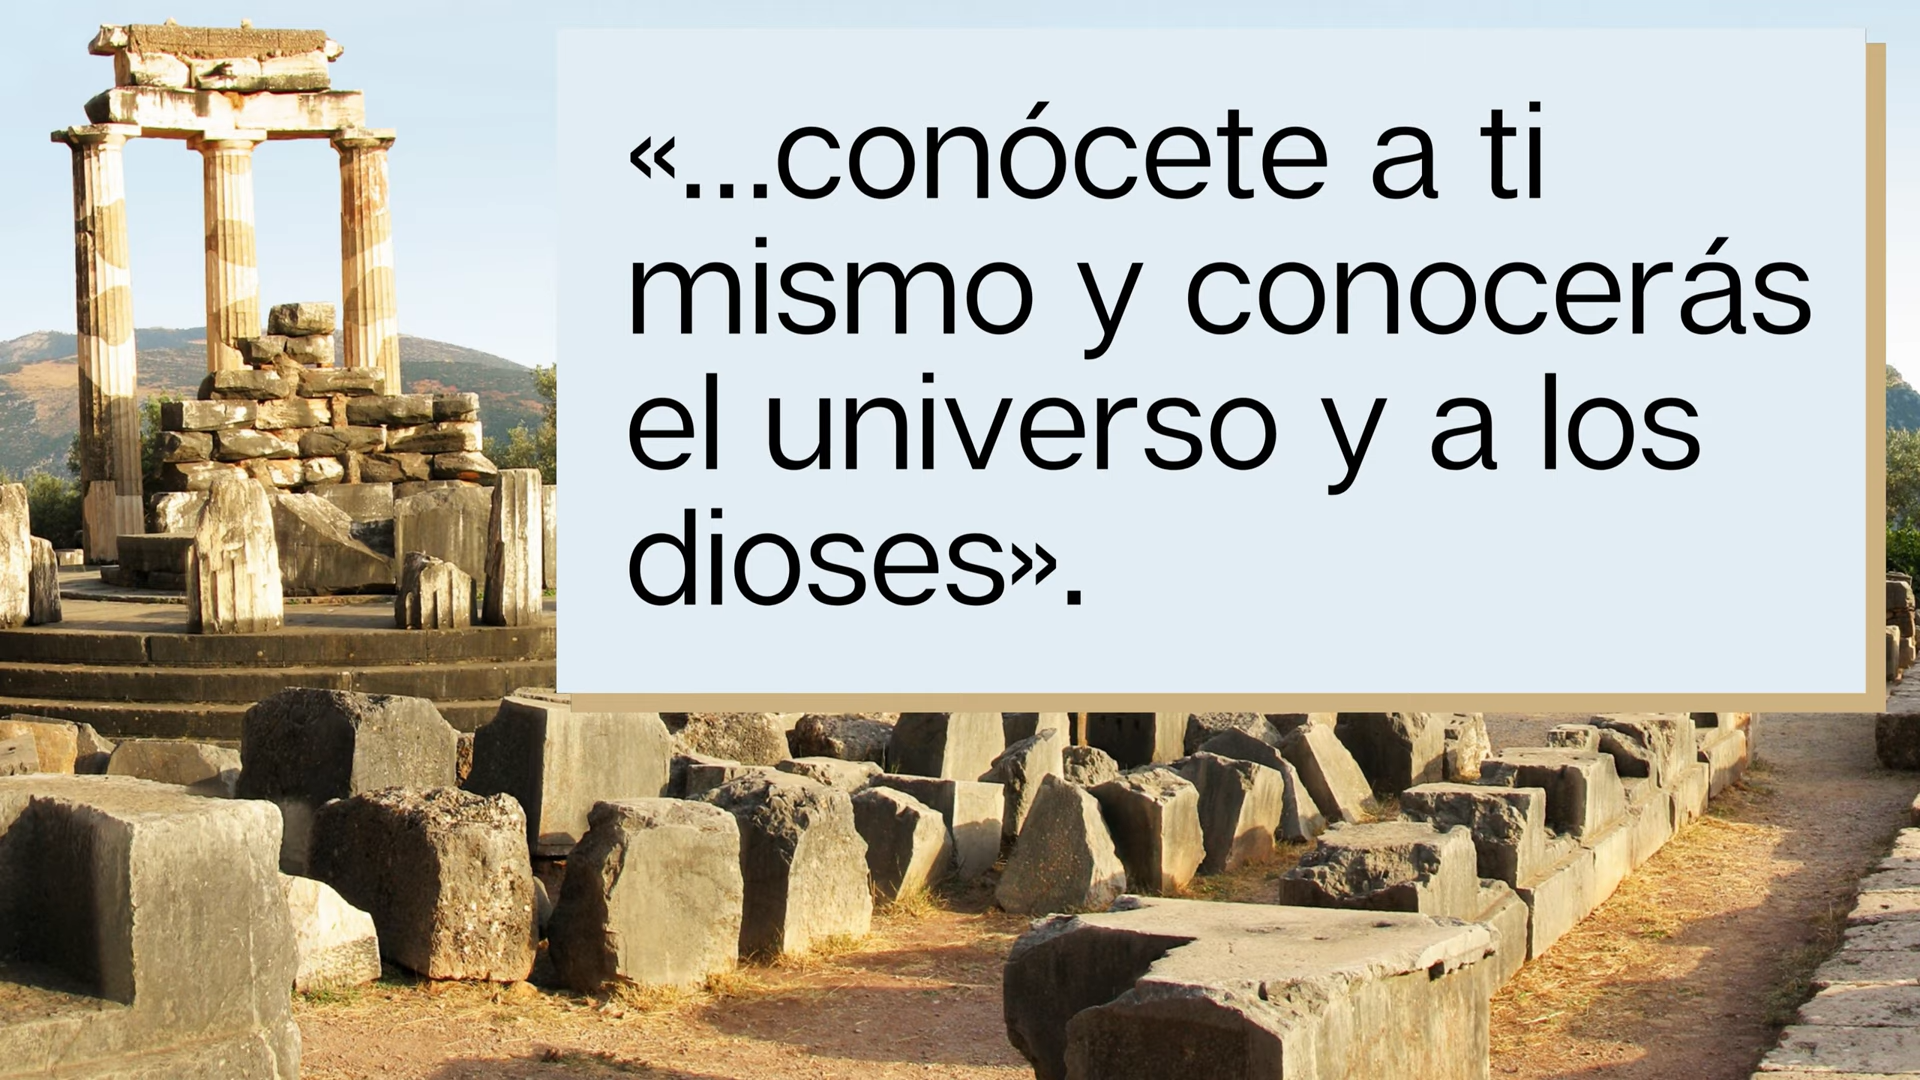 «...conócete a ti
mismo y conocerás
el universo y a los
dioses».